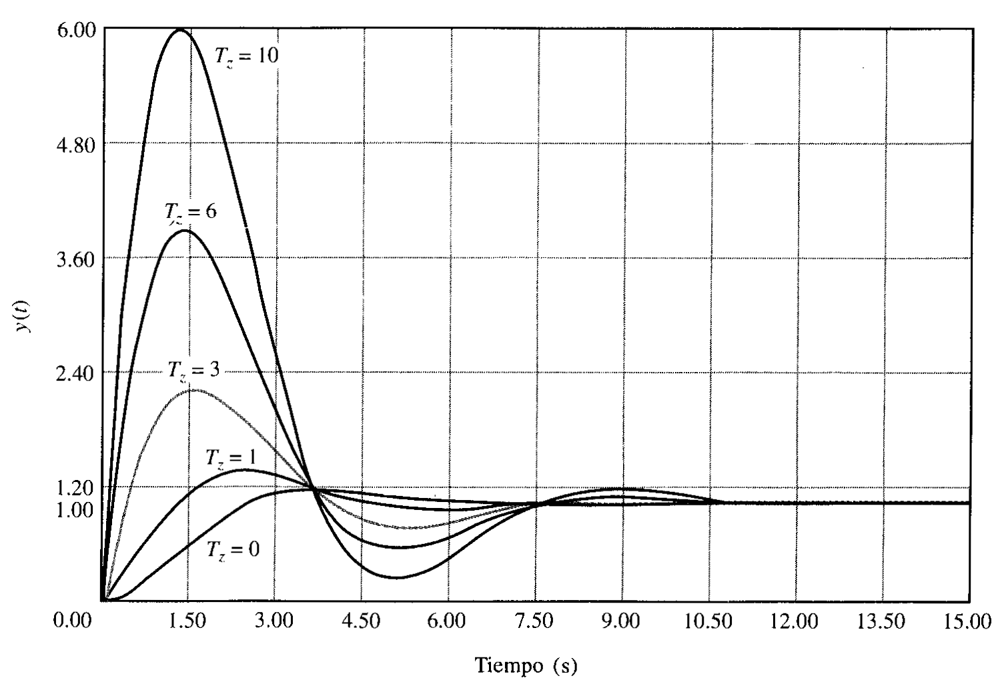 6.00
T_z = 10
4.80
T_z = 6
3.60
y(t)
T_z = 3
2.40
T_z = 1
1.20
1.00
T_z = 0
0.00 1.50 3.00 4.50 6.00 7.50 9.00 10.50 12.00 13.50 15.00
Tiempo (s)